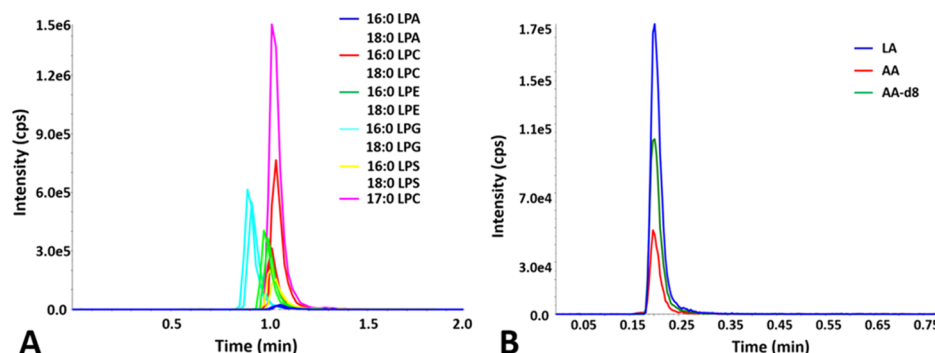 1.5e6
1.2e6
9.0e5
6.0e5
3.0e5
0.0
Intensity (cps)
0.5
1.0
1.5
2.0
Time (min)
A
16:0 LPA
18:0 LPA
16:0 LPC
18:0 LPC
16:0 LPE
18:0 LPE
16:0 LPG
18:0 LPG
16:0 LPS
18:0 LPS
17:0 LPC
1.7e5
1.5e5
1.1e5
7.0e4
3.0e4
0.0
Intensity (cps)
0.05
0.15
0.25
0.35
0.45
0.55
0.65
0.75
Time (min)
B
LA
AA
AA-d8